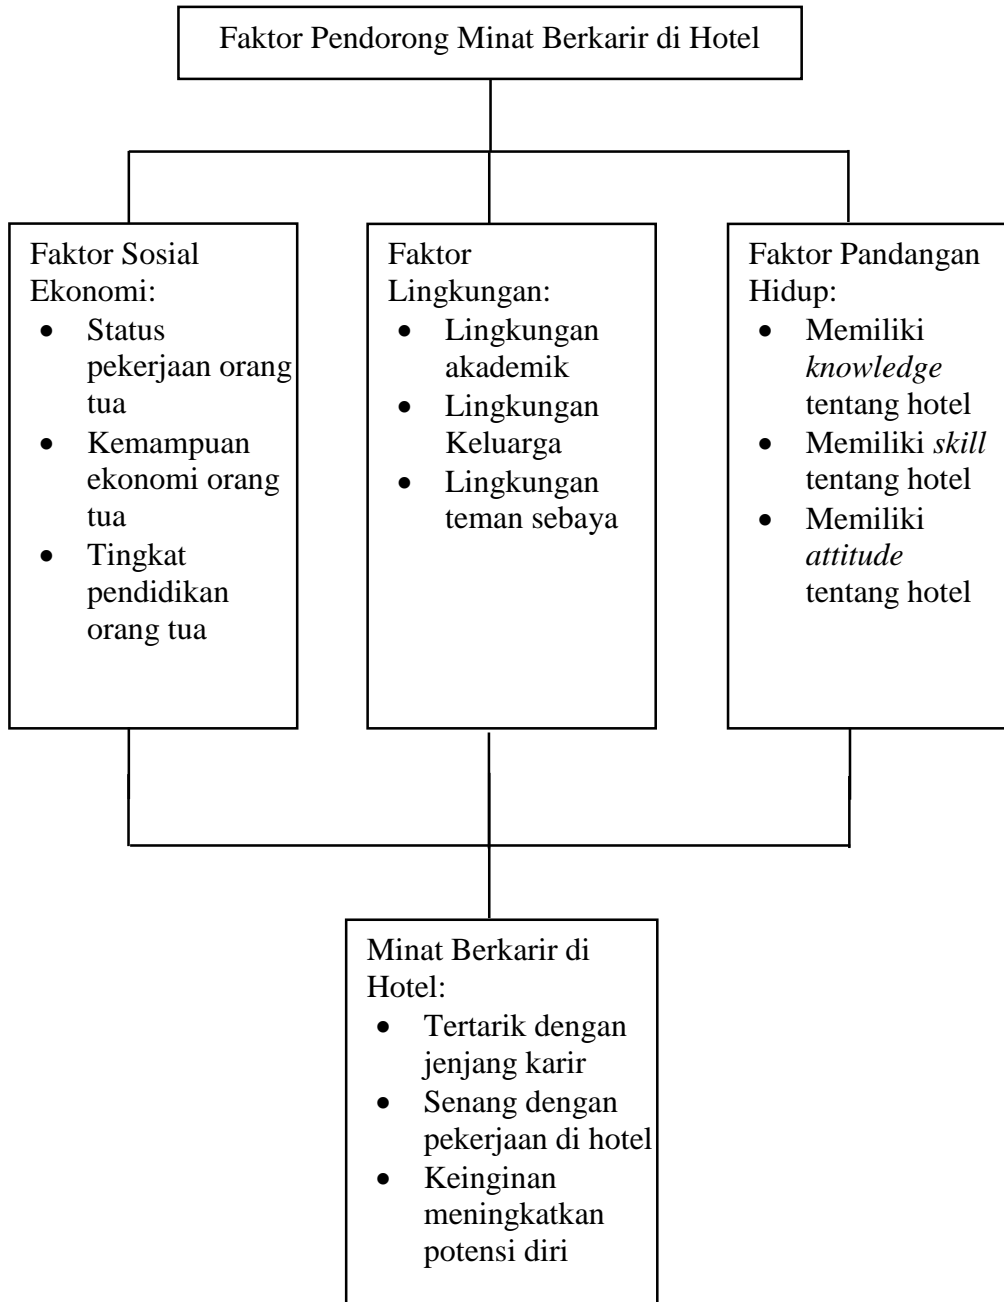 Faktor Pendorong Minat Berkarir di Hotel
Faktor Sosial
Ekonomi:
• Status
pekerjaan orang
tua
• Kemampuan
ekonomi orang
tua
• Tingkat
pendidikan
orang tua
Faktor
Lingkungan:
• Lingkungan
akademik
• Lingkungan
Keluarga
• Lingkungan
teman sebaya
Faktor Pandangan
Hidup:
• Memiliki
knowledge
tentang hotel
• Memiliki skill
tentang hotel
• Memiliki
attitude
tentang hotel
Minat Berkarir di
Hotel:
• Tertarik dengan
jenjang karir
• Senang dengan
pekerjaan di hotel
• Keinginan
meningkatkan
potensi diri